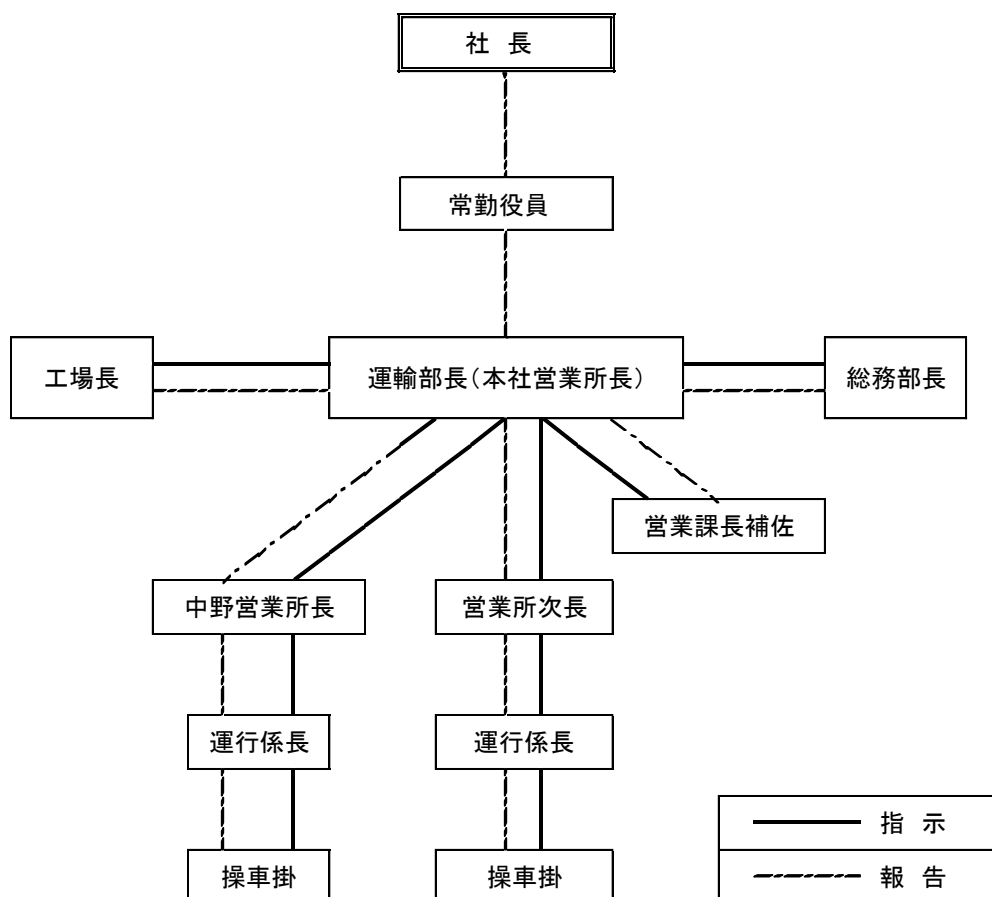 社 長
常勤役員
工場長
運輸部長(本社営業所長)
総務部長
営業課長補佐
中野営業所長
営業所次長
運行係長
運行係長
操車掛
操車掛
指 示
報 告